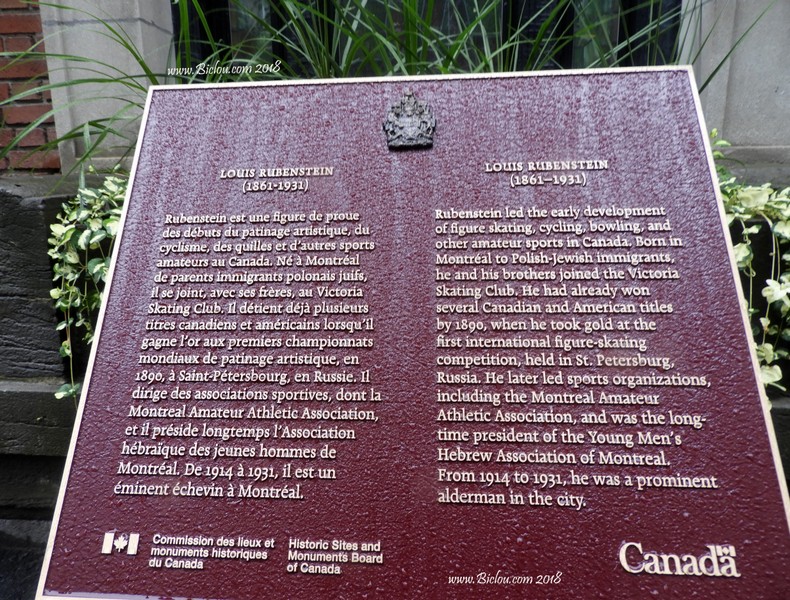 www.Biclou.com 2018
LOUIS RUBENSTEIN
(1861-1931)
Rubenstein est une figure de proue
des débuts du patinage artistique, du
cyclisme, des quilles et d'autres sports
amateurs au Canada. Né à Montréal
de parents immigrants polonais juifs,
il se joint, avec ses frères, au Victoria
Skating Club. Il détient déjà plusieurs
titres canadiens et américains lorsqu'il
gagne l'or aux premiers championnats
mondiaux de patinage artistique, en
1890, à Saint-Pétersbourg, en Russie. Il
dirige des associations sportives, dont la
Montreal Amateur Athletic Association,
et il préside longtemps l'Association
hébraïque des jeunes hommes de
Montréal. De 1914 à 1931, il est un
éminent échevin à Montréal.
LOUIS RUBENSTEIN
(1861-1931)
Rubenstein led the early development
of figure skating, cycling, bowling, and
other amateur sports in Canada. Born in
Montréal to Polish-Jewish immigrants,
he and his brothers joined the Victoria
Skating Club. He had already won
several Canadian and American titles
by 1890, when he took gold at the
first international figure-skating
competition, held in St. Petersburg,
Russia. He later led sports organizations,
including the Montreal Amateur
Athletic Association, and was the long-
time president of the Young Men's
Hebrew Association of Montreal.
From 1914 to 1931, he was a prominent
alderman in the city.
Commission des lieux et
monuments historiques
du Canada
Historic Sites and
Monuments Board
of Canada
Canada
www.Biclou.com 2018